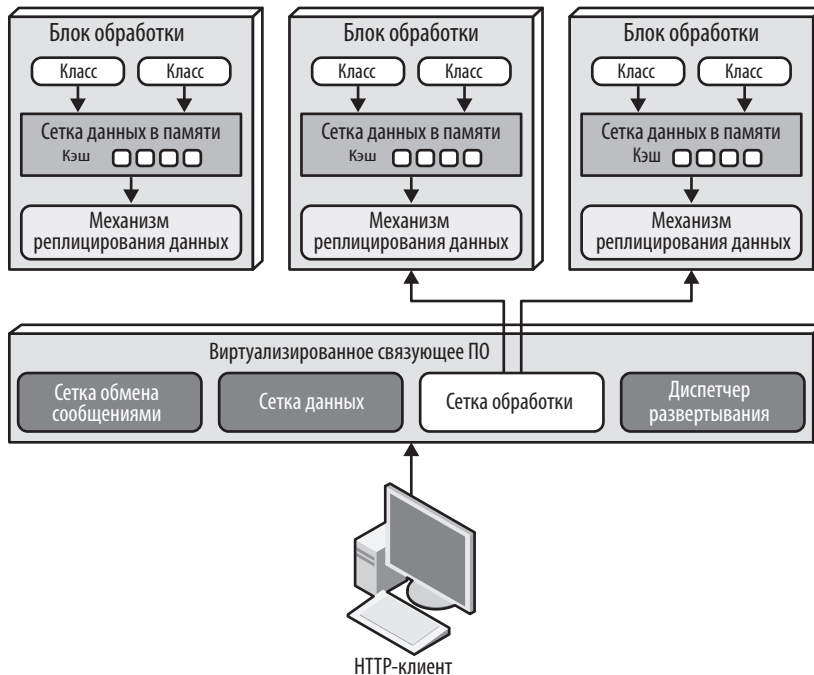 Блок обработки
Класс
Класс
Сетка данных в памяти
Кэш
Механизм
реплицирования данных
Блок обработки
Класс
Класс
Сетка данных в памяти
Кэш
Механизм
реплицирования данных
Блок обработки
Класс
Класс
Сетка данных в памяти
Кэш
Механизм
реплицирования данных
Виртуализированное связующее ПО
Сетка обмена
сообщениями
Сетка данных
Сетка обработки
Диспетчер
развертывания
HTTP-клиент